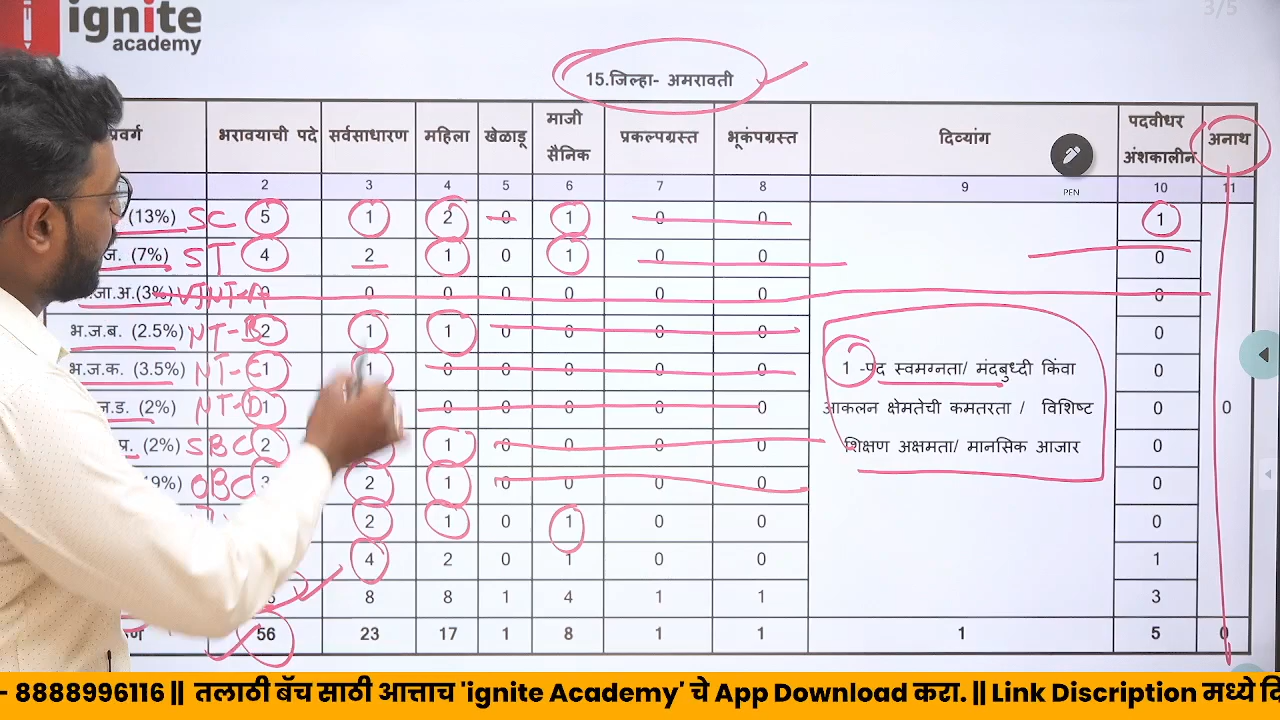 ignite
academy
3/5
15.जिल्हा- अमरावती
भरावयाची पदे सर्वसाधारण महिला खेळाडू माजी सैनिक प्रकल्पग्रस्त भूकंपग्रस्त दिव्यांग पदवीधर अंशकालीन अनाथ
PEN
2 3 4 5 6 7 8 9 10 11
(13%) SC 5 1 2 0 1 0 0 1
(7%) ST 4 2 1 0 1 0 0 0
.जा.अ.(3%) VJNT-A 0 0 0 0 0 0 0 0
भ.ज.ब. (2.5%) NT-B 2 1 1 0 0 0 0 0
भ.ज.क. (3.5%) NT-C 1 1 0 0 0 0 0 1 -पद स्वमग्नता/ मंदबुध्दी किंवा 0
ज.ड. (2%) NT-D 1 0 0 0 0 0 आकलन क्षेमतेची कमतरता / विशिष्ट 0 0
प्र. (2%) SBC 2 1 0 0 0 0 शिक्षण अक्षमता/ मानसिक आजार 0
19%) OBC 3 2 1 0 0 0 0 0
2 1 0 1 0 0 0
4 2 0 1 0 0 1
8 8 1 4 1 1 3
56 23 17 1 8 1 1 1 5 0
- 8888996116 || तलाठी बॅच साठी आत्ताच 'ignite Academy' चे App Download करा. || Link Discription मध्ये